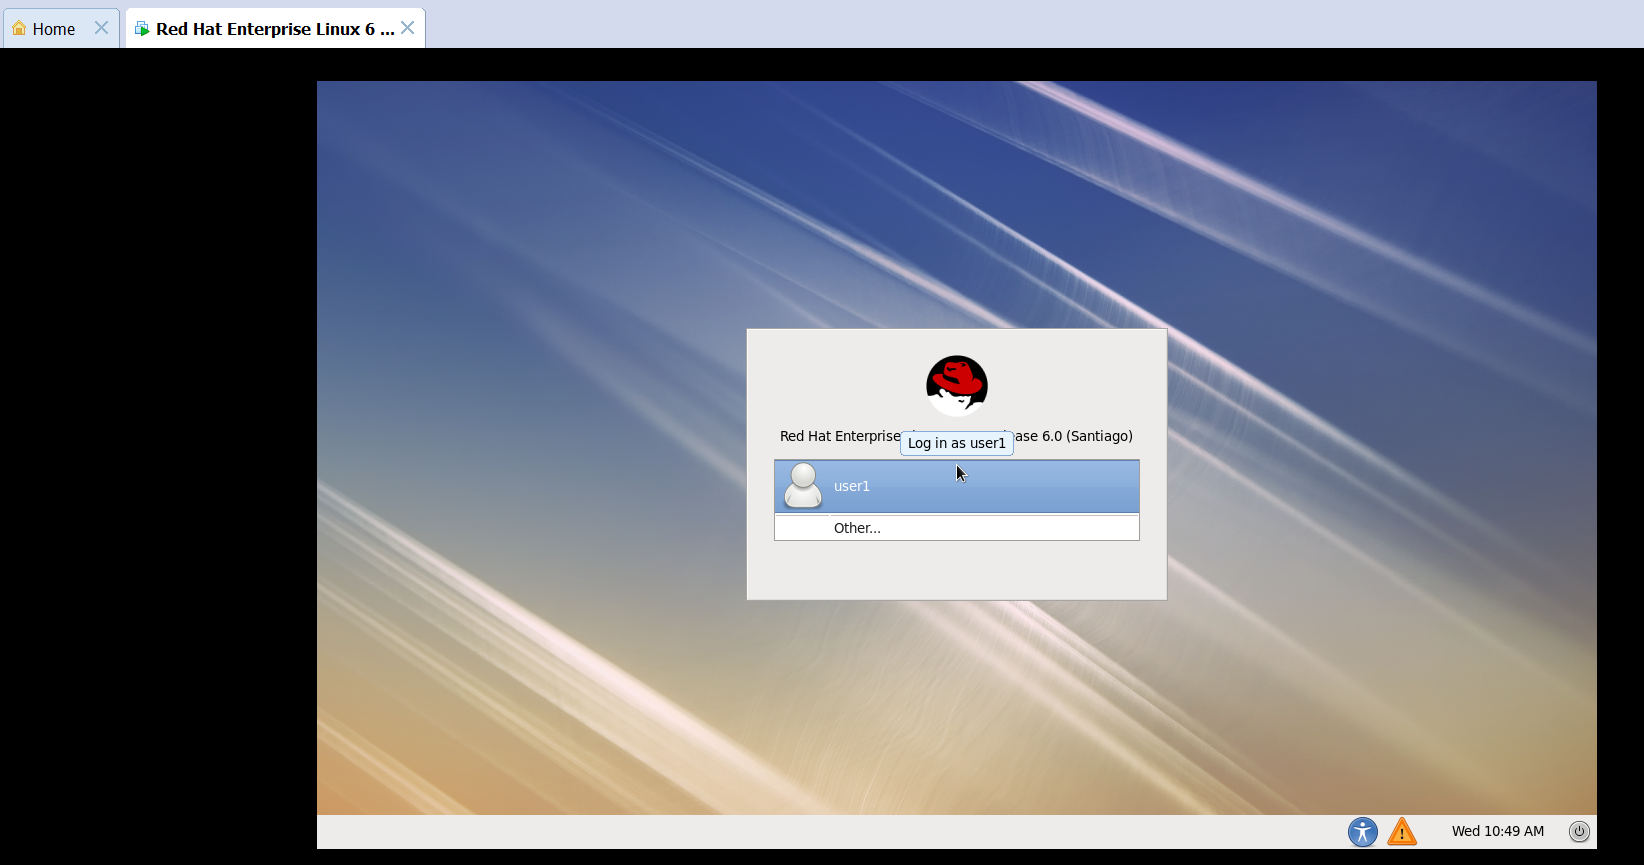 Home
Red Hat Enterprise Linux 6 ...
Red Hat Enterprise ase 6.0 (Santiago)
Log in as user1
user1
Other...
Wed 10:49 AM